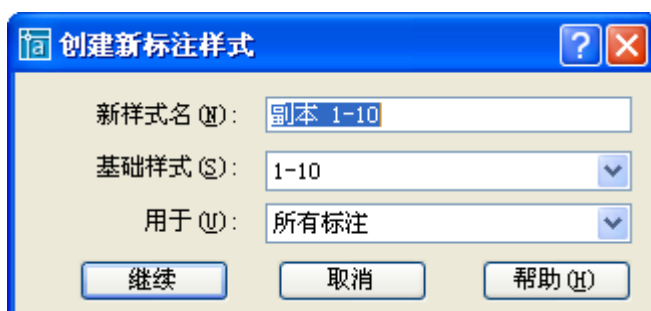 创建新标注样式
新样式名(N): 副本 1-10
基础样式(S): 1-10
用于(U): 所有标注
继续 取消 帮助(H)